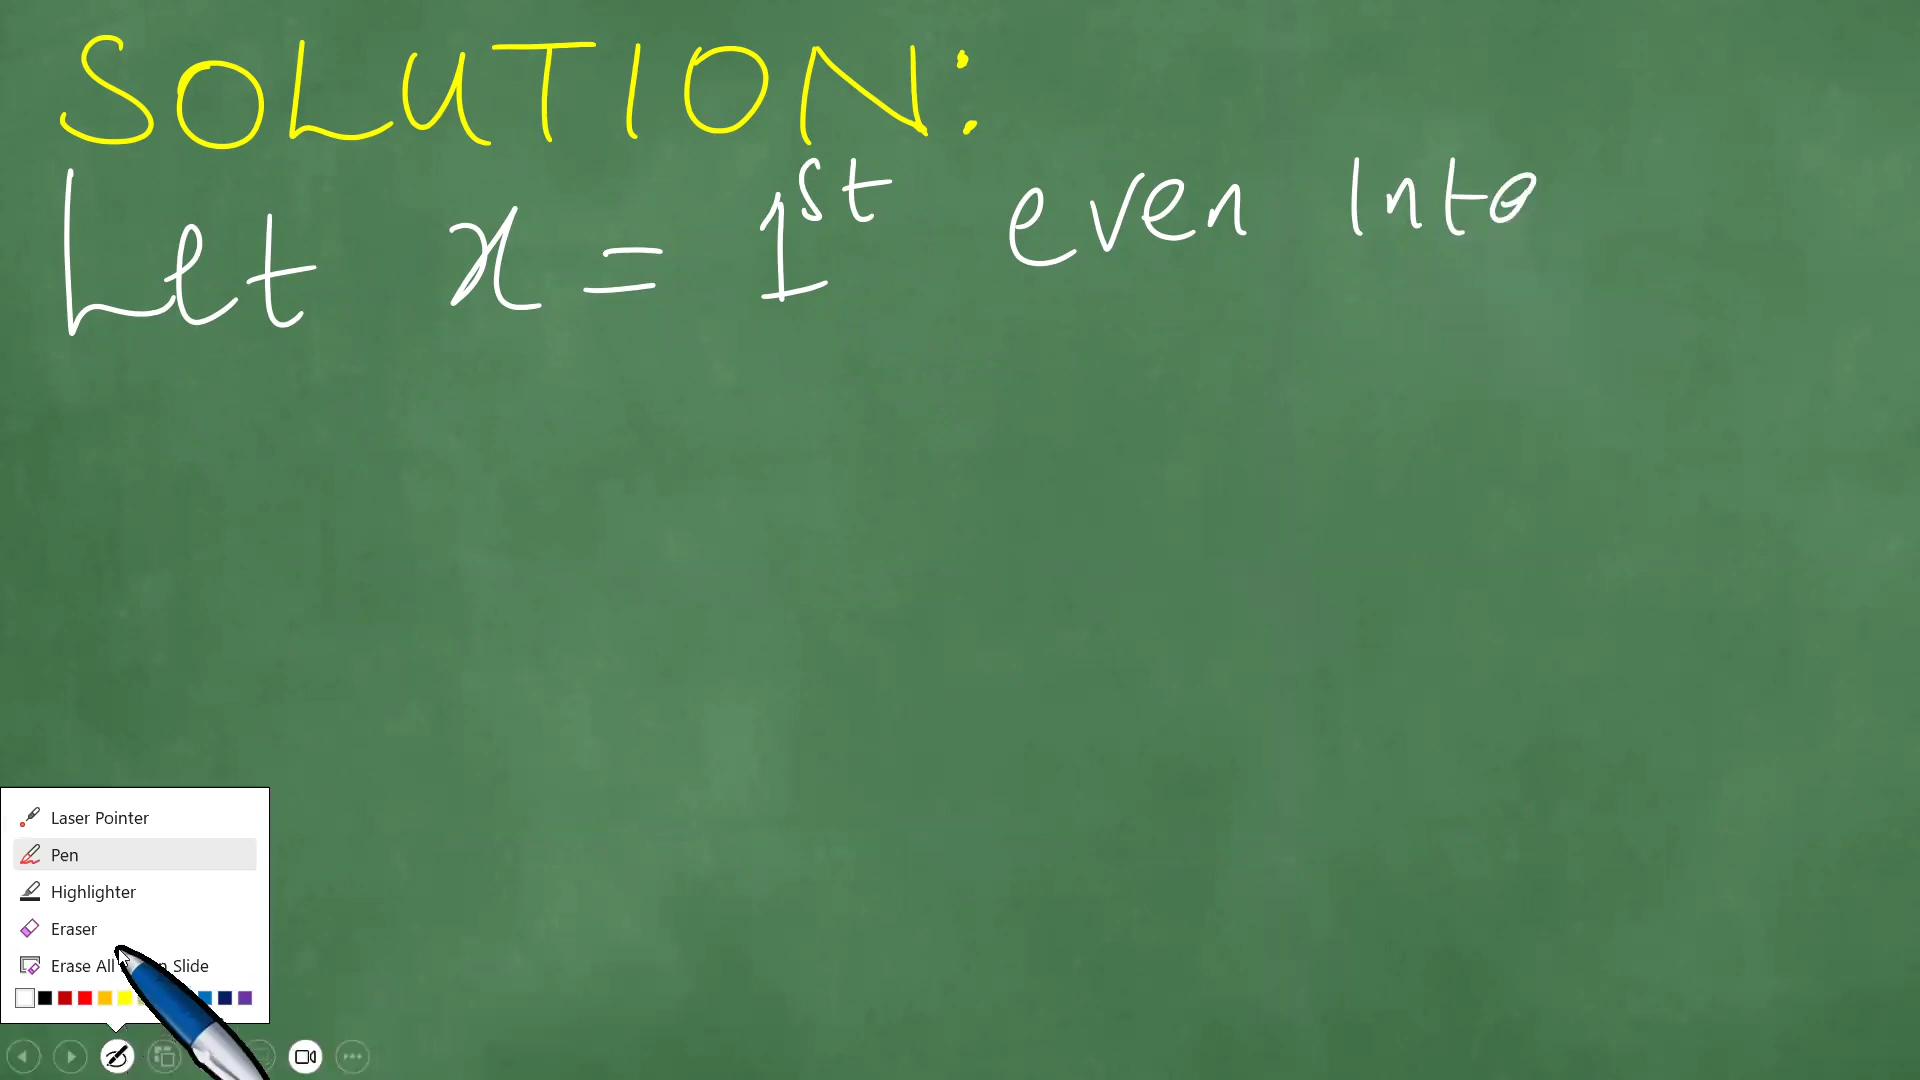 SOLUTION:
Let x = 1st even Inte
Laser Pointer
Pen
Highlighter
Eraser
Erase All Slide